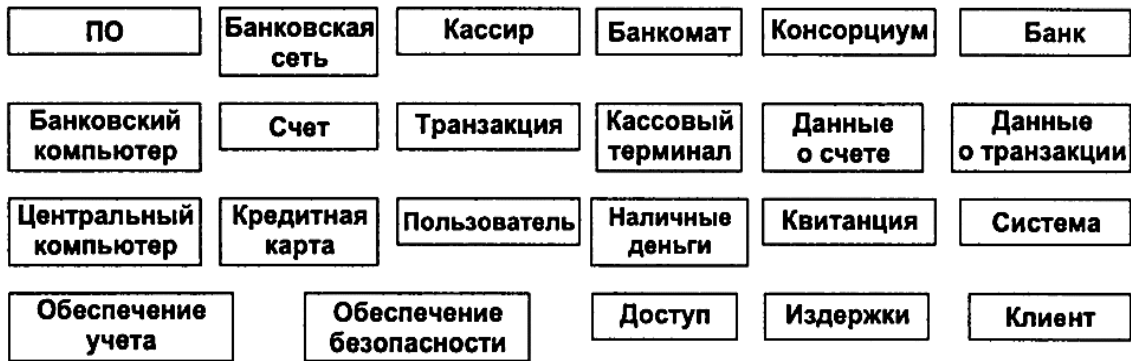 ПО
Банковская
сеть
Кассир
Банкомат
Консорциум
Банк
Банковский
компьютер
Счет
Транзакция
Кассовый
терминал
Данные
о счете
Данные
о транзакции
Центральный
компьютер
Кредитная
карта
Пользователь
Наличные
деньги
Квитанция
Система
Обеспечение
учета
Обеспечение
безопасности
Доступ
Издержки
Клиент